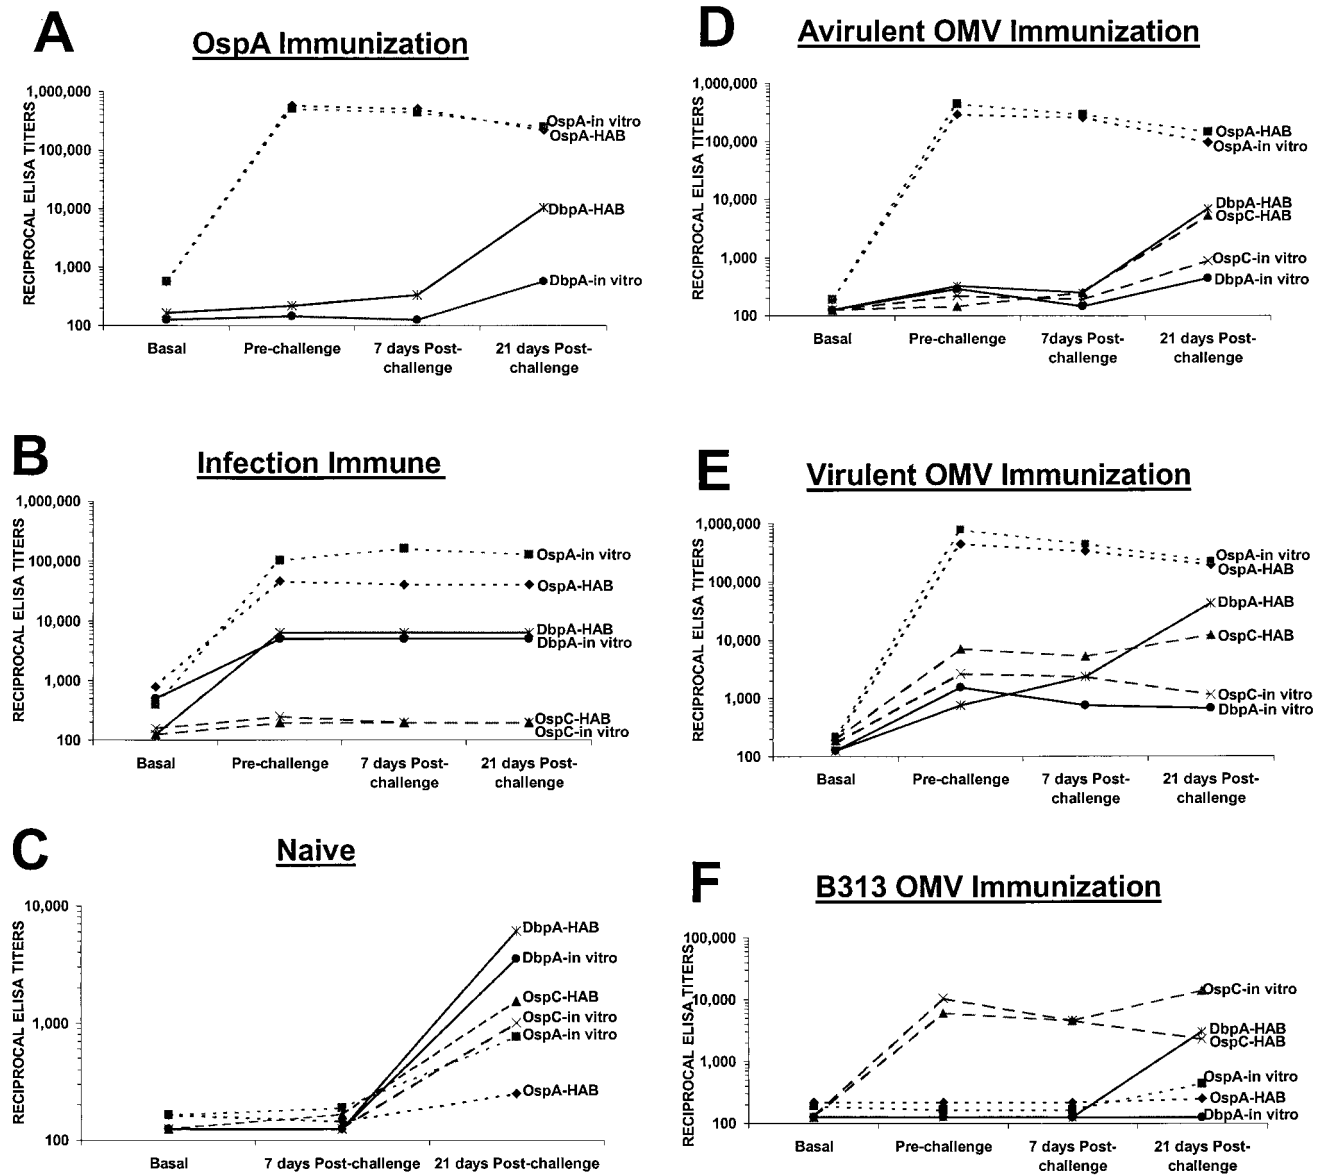 A
OspA Immunization
RECIPROCAL ELISA TITERS
1,000,000
100,000
10,000
1,000
100
OspA-in vitro
OspA-HAB
DbpA-HAB
DbpA-in vitro
Basal
Pre-challenge
7 days Post-challenge
21 days Post-challenge
B
Infection Immune
RECIPROCAL ELISA TITERS
1,000,000
100,000
10,000
1,000
100
OspA-in vitro
OspA-HAB
DbpA-HAB
DbpA-in vitro
OspC-HAB
OspC-in vitro
Basal
Pre-challenge
7 days Post-challenge
21 days Post-challenge
C
Naive
RECIPROCAL ELISA TITERS
10,000
1,000
100
DbpA-HAB
DbpA-in vitro
OspC-HAB
OspC-in vitro
OspA-in vitro
OspA-HAB
Basal
7 days Post-challenge
21 days Post-challenge
D
Avirulent OMV Immunization
RECIPROCAL ELISA TITERS
1,000,000
100,000
10,000
1,000
100
OspA-HAB
OspA-in vitro
DbpA-HAB
OspC-HAB
OspC-in vitro
DbpA-in vitro
Basal
Pre-challenge
7days Post-challenge
21 days Post-challenge
E
Virulent OMV Immunization
RECIPROCAL ELISA TITERS
1,000,000
100,000
10,000
1,000
100
OspA-in vitro
OspA-HAB
DbpA-HAB
OspC-HAB
OspC-in vitro
DbpA-in vitro
Basal
Pre-challenge
7 days Post-challenge
21 days Post-challenge
F
B313 OMV Immunization
RECIPROCAL ELISA TITERS
100,000
10,000
1,000
100
OspC-in vitro
DbpA-HAB
OspC-HAB
OspA-in vitro
OspA-HAB
DbpA-in vitro
Basal
Pre-challenge
7 days Post-challenge
21 days Post-challenge